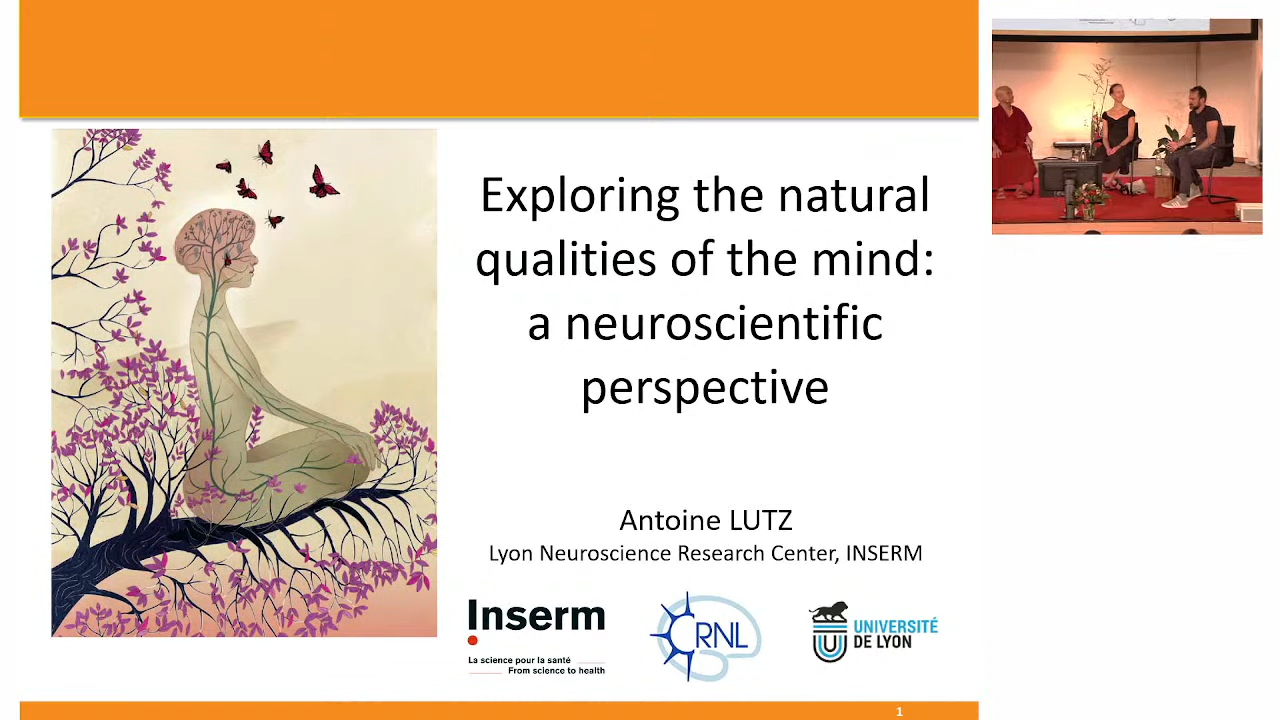 Exploring the natural
qualities of the mind:
a neuroscientific
perspective
Antoine LUTZ
Lyon Neuroscience Research Center, INSERM
Inserm
La science pour la santé
From science to health
CRNL
UNIVERSITÉ
DE LYON
1